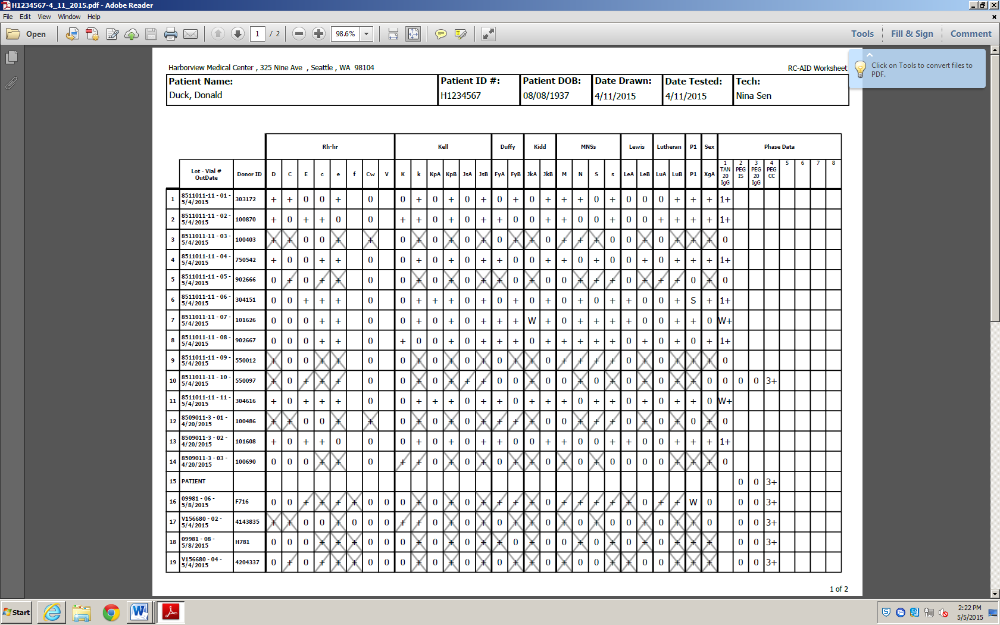 H1234567-4_11_2015.pdf - Adobe Reader
File Edit View Window Help
Open 1 / 2 98.6% Tools Fill & Sign Comment
Click on Tools to convert files to
PDF.
Harborview Medical Center , 325 Nine Ave , Seattle , WA 98104 RC-AID Worksheet
Patient Name: Patient ID #: Patient DOB: Date Drawn: Date Tested: Tech:
Duck, Donald H1234567 08/08/1937 4/11/2015 4/11/2015 Nina Sen
Rh-hr Kell Duffy Kidd MNSs Lewis Lutheran P1 Sex Phase Data
Lot - Vial # OutDate Donor ID D C E c e f Cw V K k KpA KpB JsA JsB FyA FyB JkA JkB M N S s LeA LeB LuA LuB P1 XgA 1 TAN 20 IgG 2 PEG IS 3 PEG 20 IgG 4 PEG CC 5 6 7 8
1 8511011-11 - 01 - 5/4/2015 303172 + + 0 0 + 0 0 + 0 + 0 + 0 + 0 + + + 0 + 0 0 0 + + + 1+
2 8511011-11 - 02 - 5/4/2015 100870 + 0 + + 0 0 + + 0 + 0 + + 0 0 + + 0 0 + 0 0 + + + + 1+
3 8511011-11 - 03 - 5/4/2015 100403 + + 0 0 + + 0 + 0 + 0 + 0 + + 0 + + + 0 0 + 0 + + + 0
4 8511011-11 - 04 - 5/4/2015 750542 + 0 0 + + 0 0 + 0 + 0 + + 0 0 + + 0 + 0 0 + 0 + + + 1+
5 8511011-11 - 05 - 5/4/2015 902666 0 + 0 + + 0 0 + 0 + 0 + + 0 + 0 0 + + + 0 + + + 0 + 0
6 8511011-11 - 06 - 5/4/2015 304151 0 0 + + + 0 0 + + + 0 + 0 + 0 + 0 + 0 + + 0 0 + S + 1+
7 8511011-11 - 07 - 5/4/2015 101626 0 0 0 + + 0 0 + 0 + 0 + + + W + 0 + + + + 0 0 + + 0 W+
8 8511011-11 - 08 - 5/4/2015 902667 0 0 0 + + 0 + 0 0 + 0 + + + 0 + + + + + 0 + 0 + 0 + 1+
9 8511011-11 - 09 - 5/4/2015 550012 + 0 0 + + 0 0 + 0 + 0 + 0 + + 0 + + + + 0 + 0 + + + 0
10 8511011-11 - 10 - 5/4/2015 550097 + 0 + + + 0 0 + 0 + + + 0 0 + 0 0 + 0 + 0 + 0 + + 0 0 0 0 3+
11 8511011-11 - 11 - 5/4/2015 304616 + 0 + + + 0 0 + + + 0 + + 0 + + + 0 + + 0 + 0 + + 0 W+
12 8509011-3 - 01 - 4/20/2015 100486 + + 0 0 + + 0 + 0 + 0 + + + + 0 0 + + + 0 + 0 + 0 + 0
13 8509011-3 - 02 - 4/20/2015 101608 + 0 + + 0 0 0 + 0 + 0 + + 0 0 + + 0 0 + + 0 0 + + + 1+
14 8509011-3 - 03 - 4/20/2015 100690 0 0 0 + + 0 + + 0 + 0 + 0 + + 0 + 0 + 0 0 0 0 + + + 0
15 PATIENT 0 0 3+
16 09981 - 06 - 5/8/2015 F716 0 0 + + + + 0 0 0 + 0 + 0 + + + + 0 + + + + + 0 + + W 0 0 0 3+
17 V156680 - 02 - 5/4/2015 4143835 + + 0 0 + 0 0 0 + + 0 + 0 + 0 + + 0 + 0 + 0 0 + 0 + + 0 0 0 3+
18 09981 - 08 - 5/8/2015 H781 0 0 0 + + + 0 0 0 + 0 + 0 + + 0 + 0 0 + 0 + 0 + 0 + + + 0 0 3+
19 V156680 - 04 - 5/4/2015 4204337 0 + 0 + + + 0 0 0 + 0 + 0 + 0 + + 0 + 0 0 + + 0 0 + + + 0 0 3+
1 of 2
Start 2:22 PM
5/5/2015